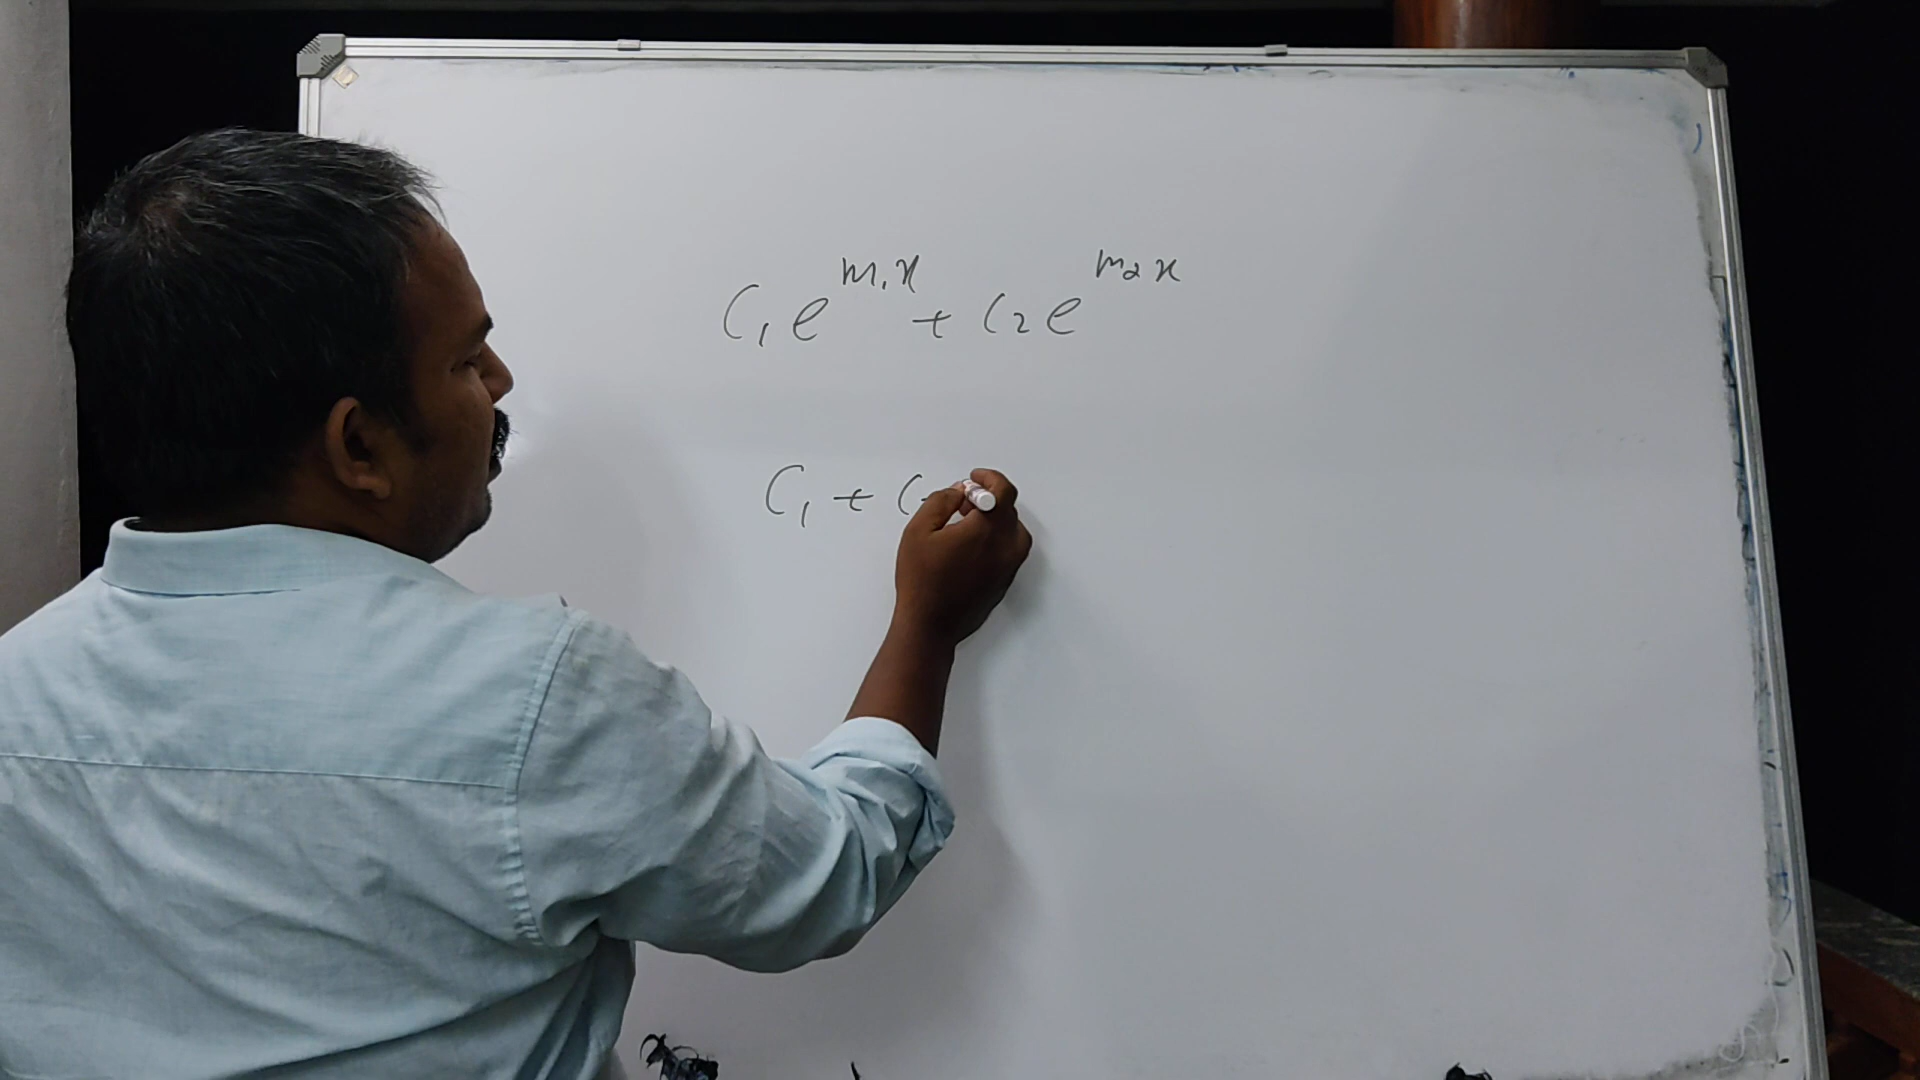 C₁e^{m₁x} + C₂e^{m₂x}
C₁ + C